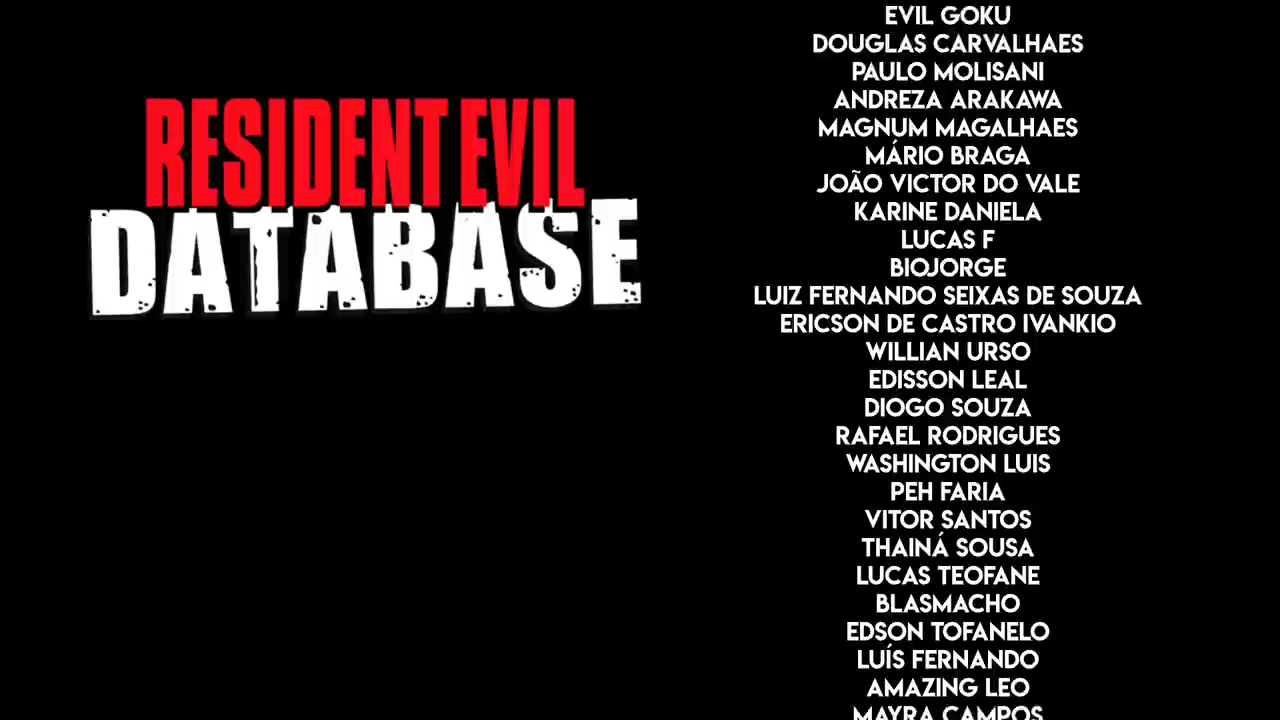 RESIDENT EVIL
DATABASE
EVIL GOKU
DOUGLAS CARVALHAES
PAULO MOLISANI
ANDREZA ARAKAWA
MAGNUM MAGALHAES
MÁRIO BRAGA
JOÃO VICTOR DO VALE
KARINE DANIELA
LUCAS F
BIOJORGE
LUIZ FERNANDO SEIXAS DE SOUZA
ERICSON DE CASTRO IVANKIO
WILLIAN URSO
EDISSON LEAL
DIOGO SOUZA
RAFAEL RODRIGUES
WASHINGTON LUIS
PEH FARIA
VITOR SANTOS
THAINÁ SOUSA
LUCAS TEOFANE
BLASMACHO
EDSON TOFANELO
LUÍS FERNANDO
AMAZING LEO
MAYRA CAMPOS